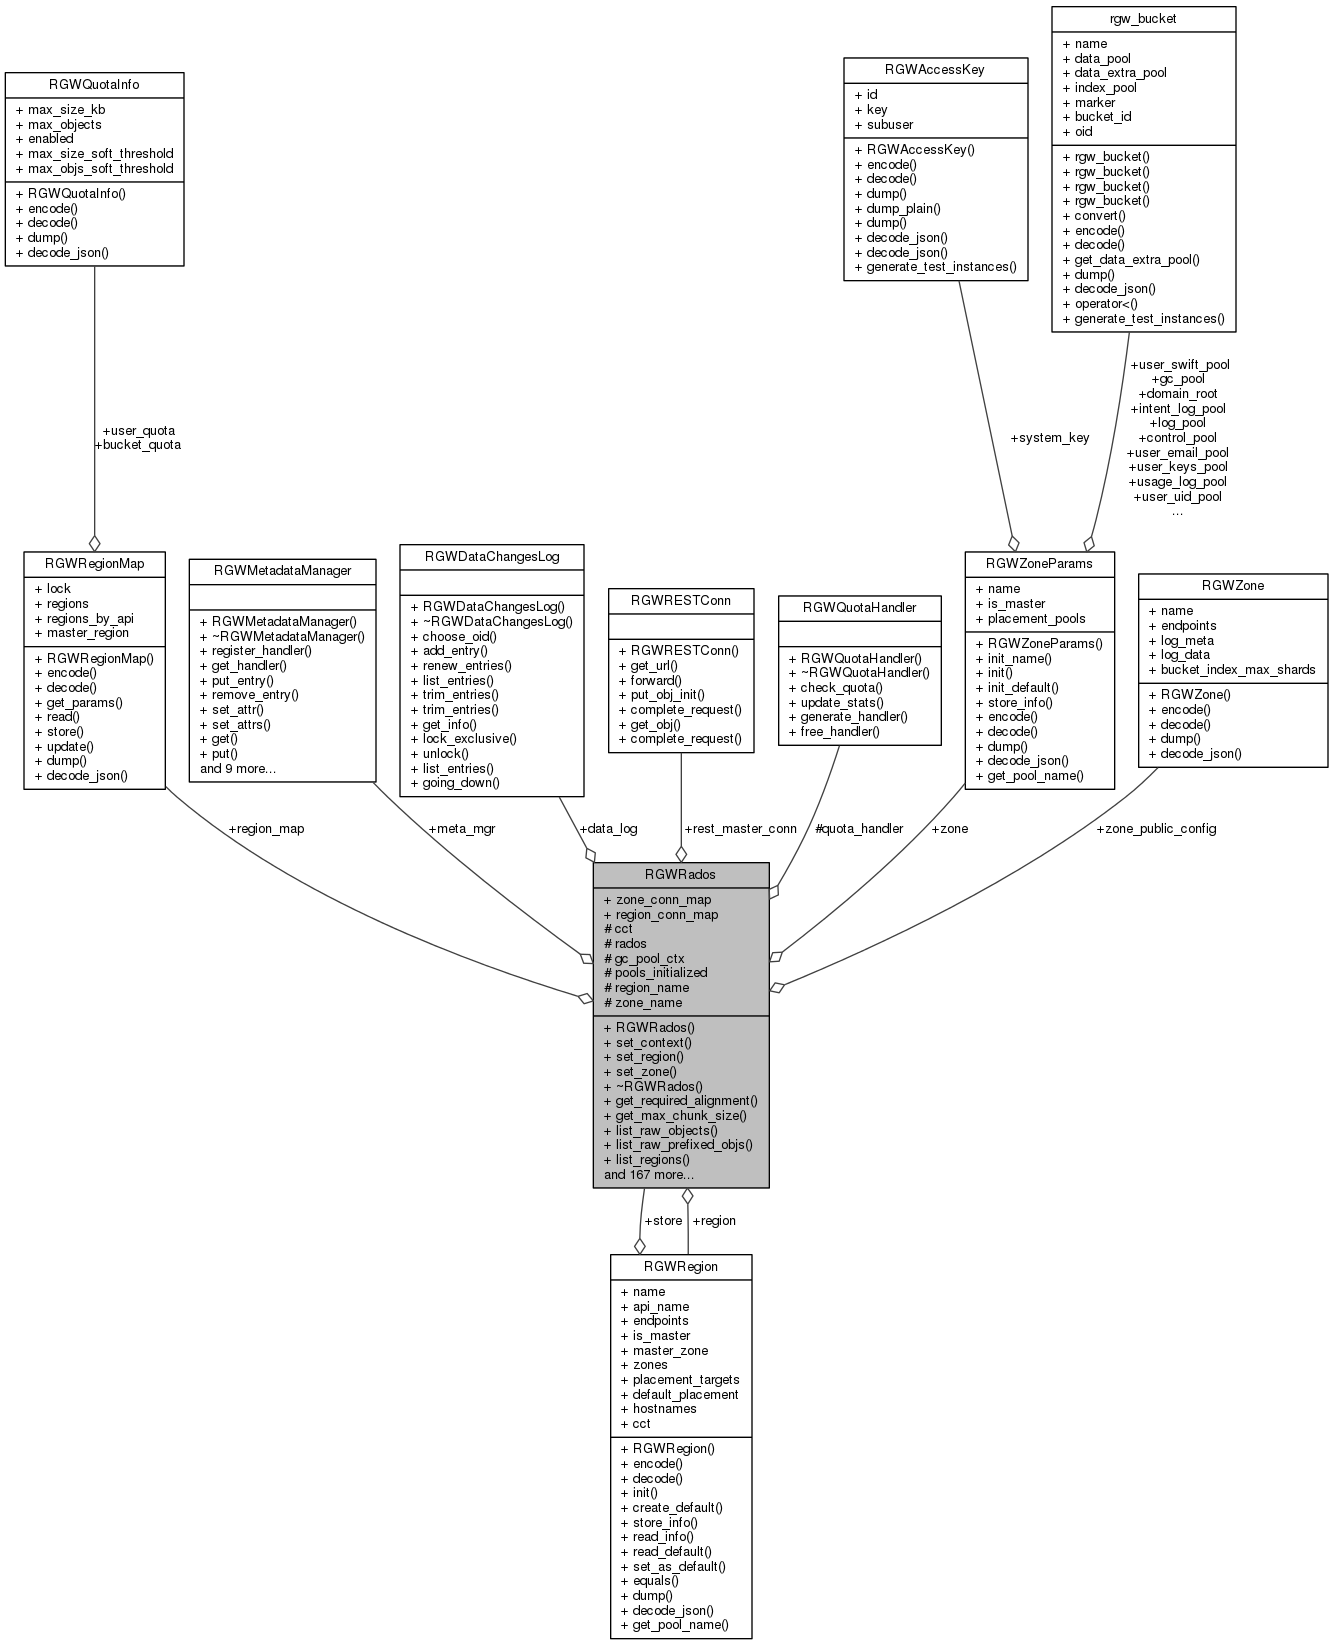 rgw_bucket
+ name
+ data_pool
+ data_extra_pool
+ index_pool
+ marker
+ bucket_id
+ oid
+ rgw_bucket()
+ rgw_bucket()
+ rgw_bucket()
+ rgw_bucket()
+ convert()
+ encode()
+ decode()
+ get_data_extra_pool()
+ dump()
+ decode_json()
+ operator<()
+ generate_test_instances()
RGWAccessKey
+ id
+ key
+ subuser
+ RGWAccessKey()
+ encode()
+ decode()
+ dump()
+ dump_plain()
+ dump()
+ decode_json()
+ decode_json()
+ generate_test_instances()
RGWQuotaInfo
+ max_size_kb
+ max_objects
+ enabled
+ max_size_soft_threshold
+ max_objs_soft_threshold
+ RGWQuotaInfo()
+ encode()
+ decode()
+ dump()
+ decode_json()
+user_quota
+bucket_quota
+system_key
+user_swift_pool
+gc_pool
+domain_root
+intent_log_pool
+log_pool
+control_pool
+user_email_pool
+user_keys_pool
+usage_log_pool
+user_uid_pool
...
RGWRegionMap
+ lock
+ regions
+ regions_by_api
+ master_region
+ RGWRegionMap()
+ encode()
+ decode()
+ get_params()
+ read()
+ store()
+ update()
+ dump()
+ decode_json()
RGWMetadataManager
+ RGWMetadataManager()
+ ~RGWMetadataManager()
+ register_handler()
+ get_handler()
+ put_entry()
+ remove_entry()
+ set_attr()
+ set_attrs()
+ get()
+ put()
and 9 more...
RGWDataChangesLog
+ RGWDataChangesLog()
+ ~RGWDataChangesLog()
+ choose_oid()
+ add_entry()
+ renew_entries()
+ list_entries()
+ trim_entries()
+ trim_entries()
+ get_info()
+ lock_exclusive()
+ unlock()
+ list_entries()
+ going_down()
RGWRESTConn
+ RGWRESTConn()
+ get_url()
+ forward()
+ put_obj_init()
+ complete_request()
+ get_obj()
+ complete_request()
RGWQuotaHandler
+ RGWQuotaHandler()
+ ~RGWQuotaHandler()
+ check_quota()
+ update_stats()
+ generate_handler()
+ free_handler()
RGWZoneParams
+ name
+ is_master
+ placement_pools
+ RGWZoneParams()
+ init_name()
+ init()
+ init_default()
+ store_info()
+ encode()
+ decode()
+ dump()
+ decode_json()
+ get_pool_name()
RGWZone
+ name
+ endpoints
+ log_meta
+ log_data
+ bucket_index_max_shards
+ RGWZone()
+ encode()
+ decode()
+ dump()
+ decode_json()
+region_map
+meta_mgr
+data_log
+rest_master_conn
#quota_handler
+zone
+zone_public_config
RGWRados
+ zone_conn_map
+ region_conn_map
# cct
# rados
# gc_pool_ctx
# pools_initialized
# region_name
# zone_name
+ RGWRados()
+ set_context()
+ set_region()
+ set_zone()
+ ~RGWRados()
+ get_required_alignment()
+ get_max_chunk_size()
+ list_raw_objects()
+ list_raw_prefixed_objs()
+ list_regions()
and 167 more...
+store
+region
RGWRegion
+ name
+ api_name
+ endpoints
+ is_master
+ master_zone
+ zones
+ placement_targets
+ default_placement
+ hostnames
+ cct
+ RGWRegion()
+ encode()
+ decode()
+ init()
+ create_default()
+ store_info()
+ read_info()
+ read_default()
+ set_as_default()
+ equals()
+ dump()
+ decode_json()
+ get_pool_name()